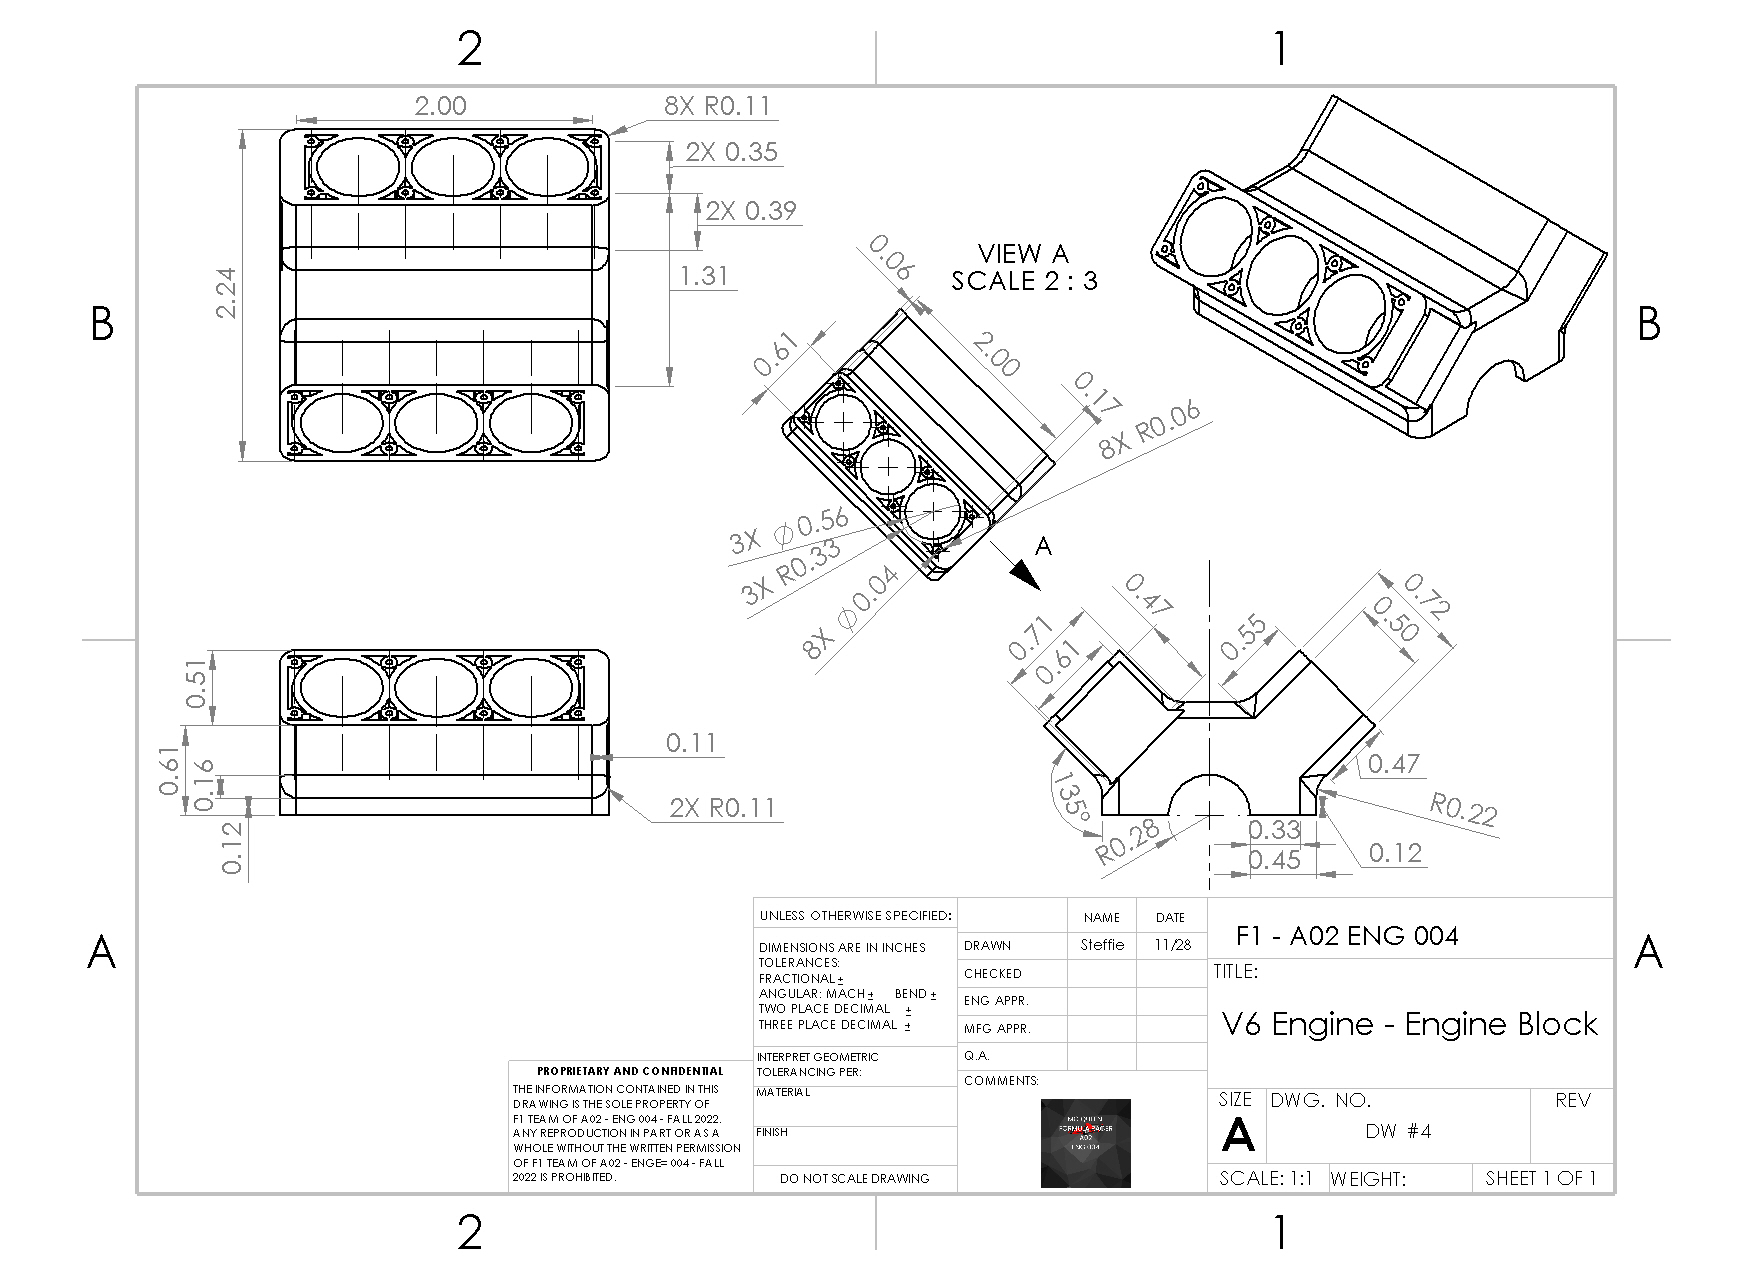 2
1
B
B
A
A
2
1
2.00
8X R0.11
2X 0.35
2X 0.39
1.31
2.24
VIEW A
SCALE 2 : 3
0.06
0.61
2.00
0.17
8X R0.06
3X ∅0.56
3X R0.33
8X ∅0.04
A
0.51
0.61
0.16
0.12
0.11
2X R0.11
0.47
0.71
0.61
0.55
0.72
0.50
0.47
135°
R0.28
0.33
0.45
R0.22
0.12
UNLESS OTHERWISE SPECIFIED:
DIMENSIONS ARE IN INCHES
TOLERANCES:
FRACTIONAL ±
ANGULAR: MACH ± BEND ±
TWO PLACE DECIMAL ±
THREE PLACE DECIMAL ±
INTERPRET GEOMETRIC
TOLERANCING PER:
MATERIAL
FINISH
DO NOT SCALE DRAWING
NAME
DATE
DRAWN
Steffie
11/28
CHECKED
ENG APPR.
MFG APPR.
Q.A.
COMMENTS:
FORMULA RACER
A02
ENG 004
F1 - A02 ENG 004
TITLE:
V6 Engine - Engine Block
SIZE
A
DWG. NO.
DW #4
REV
SCALE: 1:1
WEIGHT:
SHEET 1 OF 1
PROPRIETARY AND CONFIDENTIAL
THE INFORMATION CONTAINED IN THIS
DRAWING IS THE SOLE PROPERTY OF
F1 TEAM OF A02 - ENG 004 - FALL 2022.
ANY REPRODUCTION IN PART OR AS A
WHOLE WITHOUT THE WRITTEN PERMISSION
OF F1 TEAM OF A02 - ENGE= 004 - FALL
2022 IS PROHIBITED.